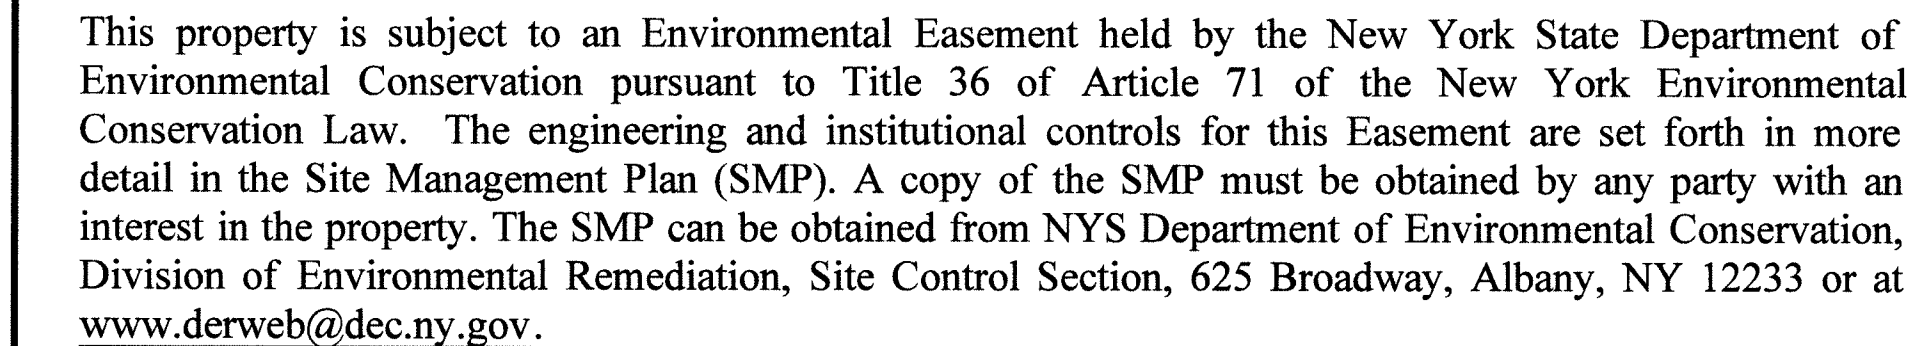 This property is subject to an Environmental Easement held by the New York State Department of
Environmental Conservation pursuant to Title 36 of Article 71 of the New York Environmental
Conservation Law.  The engineering and institutional controls for this Easement are set forth in more
detail in the Site Management Plan (SMP). A copy of the SMP must be obtained by any party with an
interest in the property. The SMP can be obtained from NYS Department of Environmental Conservation,
Division of Environmental Remediation, Site Control Section, 625 Broadway, Albany, NY 12233 or at
www.derweb@dec.ny.gov.